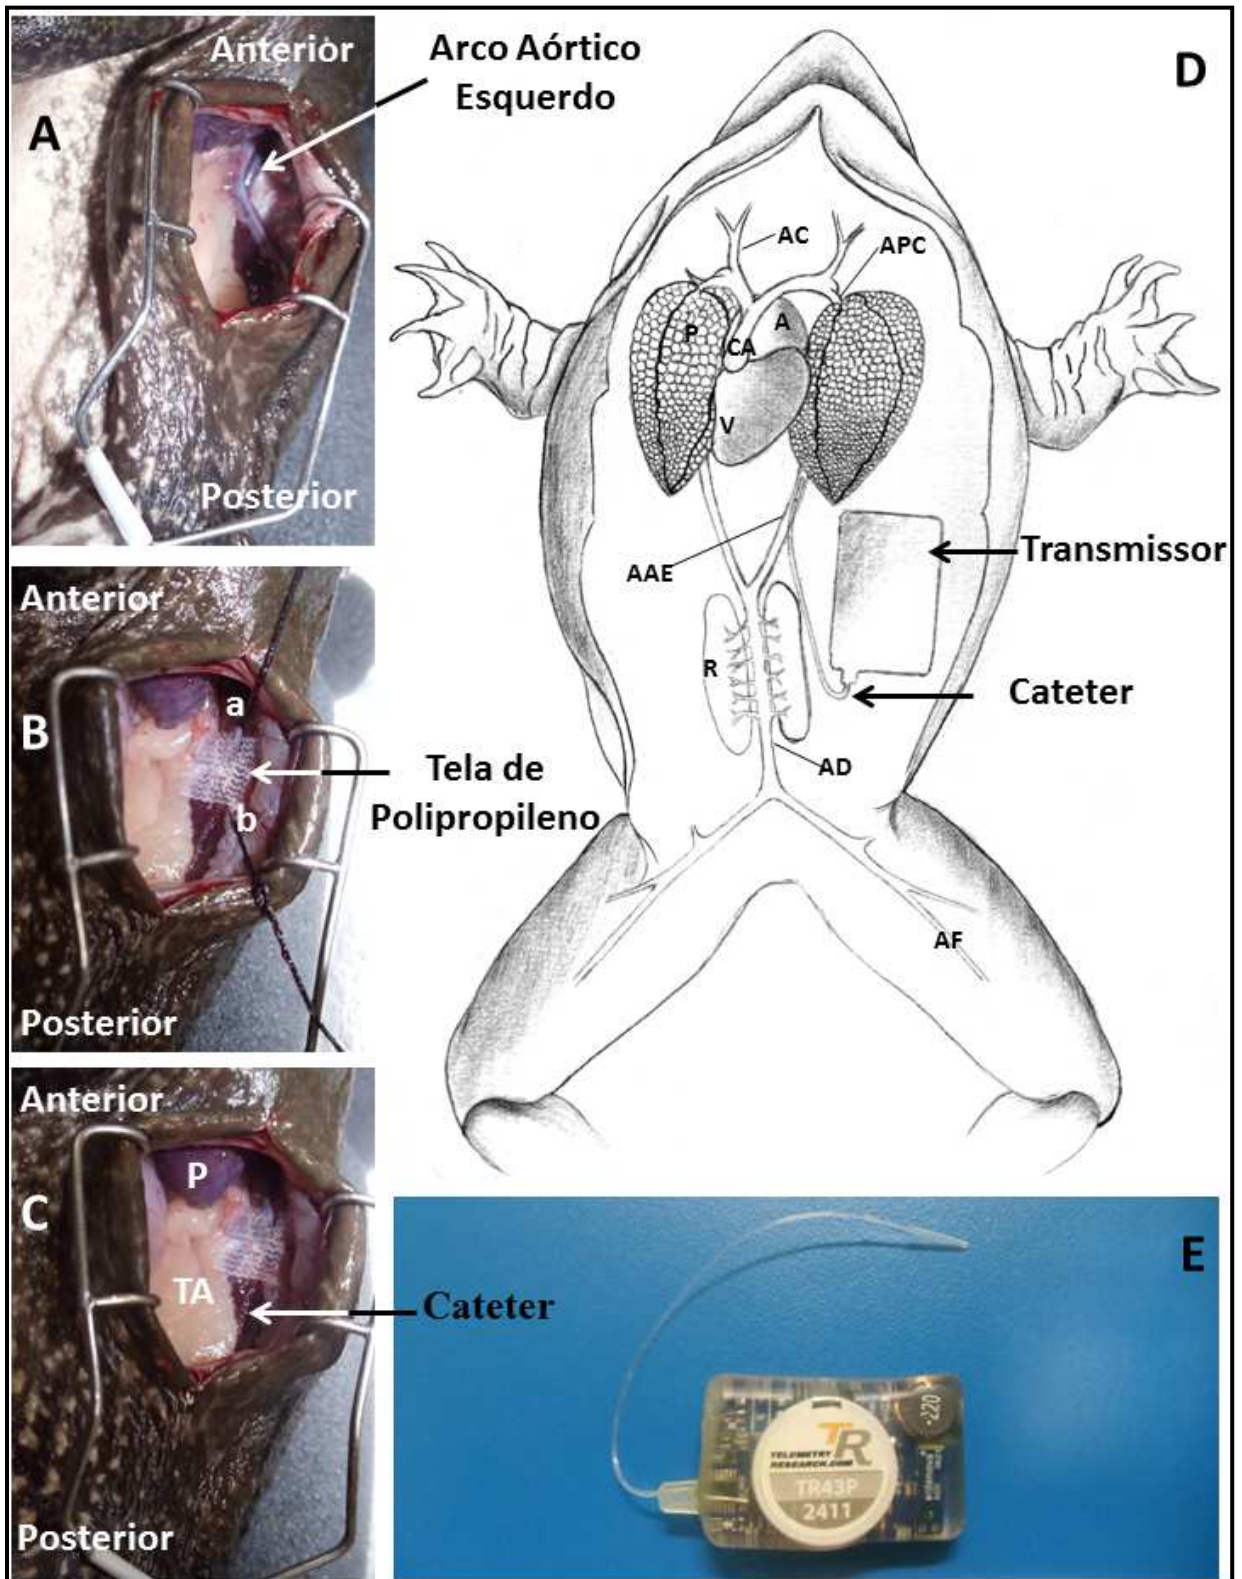 Anterior
A
Arco Aórtico
Esquerdo
Posterior
D
AC
APC
P
A
CA
V
AAE
Transmissor
R
Cateter
AD
AF
Anterior
a
B
b
Tela de
Polipropileno
Posterior
Anterior
P
C
TA
Cateter
Posterior
E
TR
TELEMETRY
RESEARCH.COM
TR43P
2411